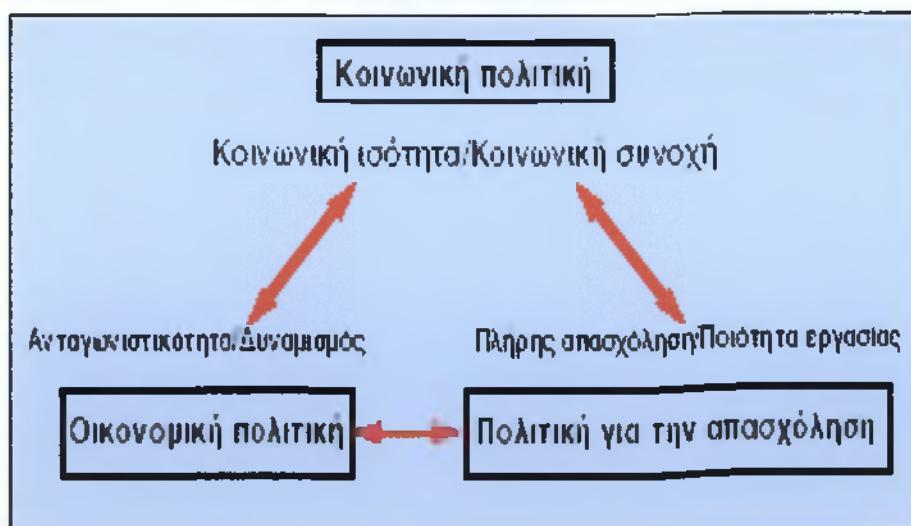 Κοινωνική πολιτική
Κοινωνική ισότητα/Κοινωνική συνοχή
Ανταγωνιστικότητα/Δυναμισμός
Πλήρης απασχόληση/Ποιότητα εργασίας
Οικονομική πολιτική
Πολιτική για την απασχόληση